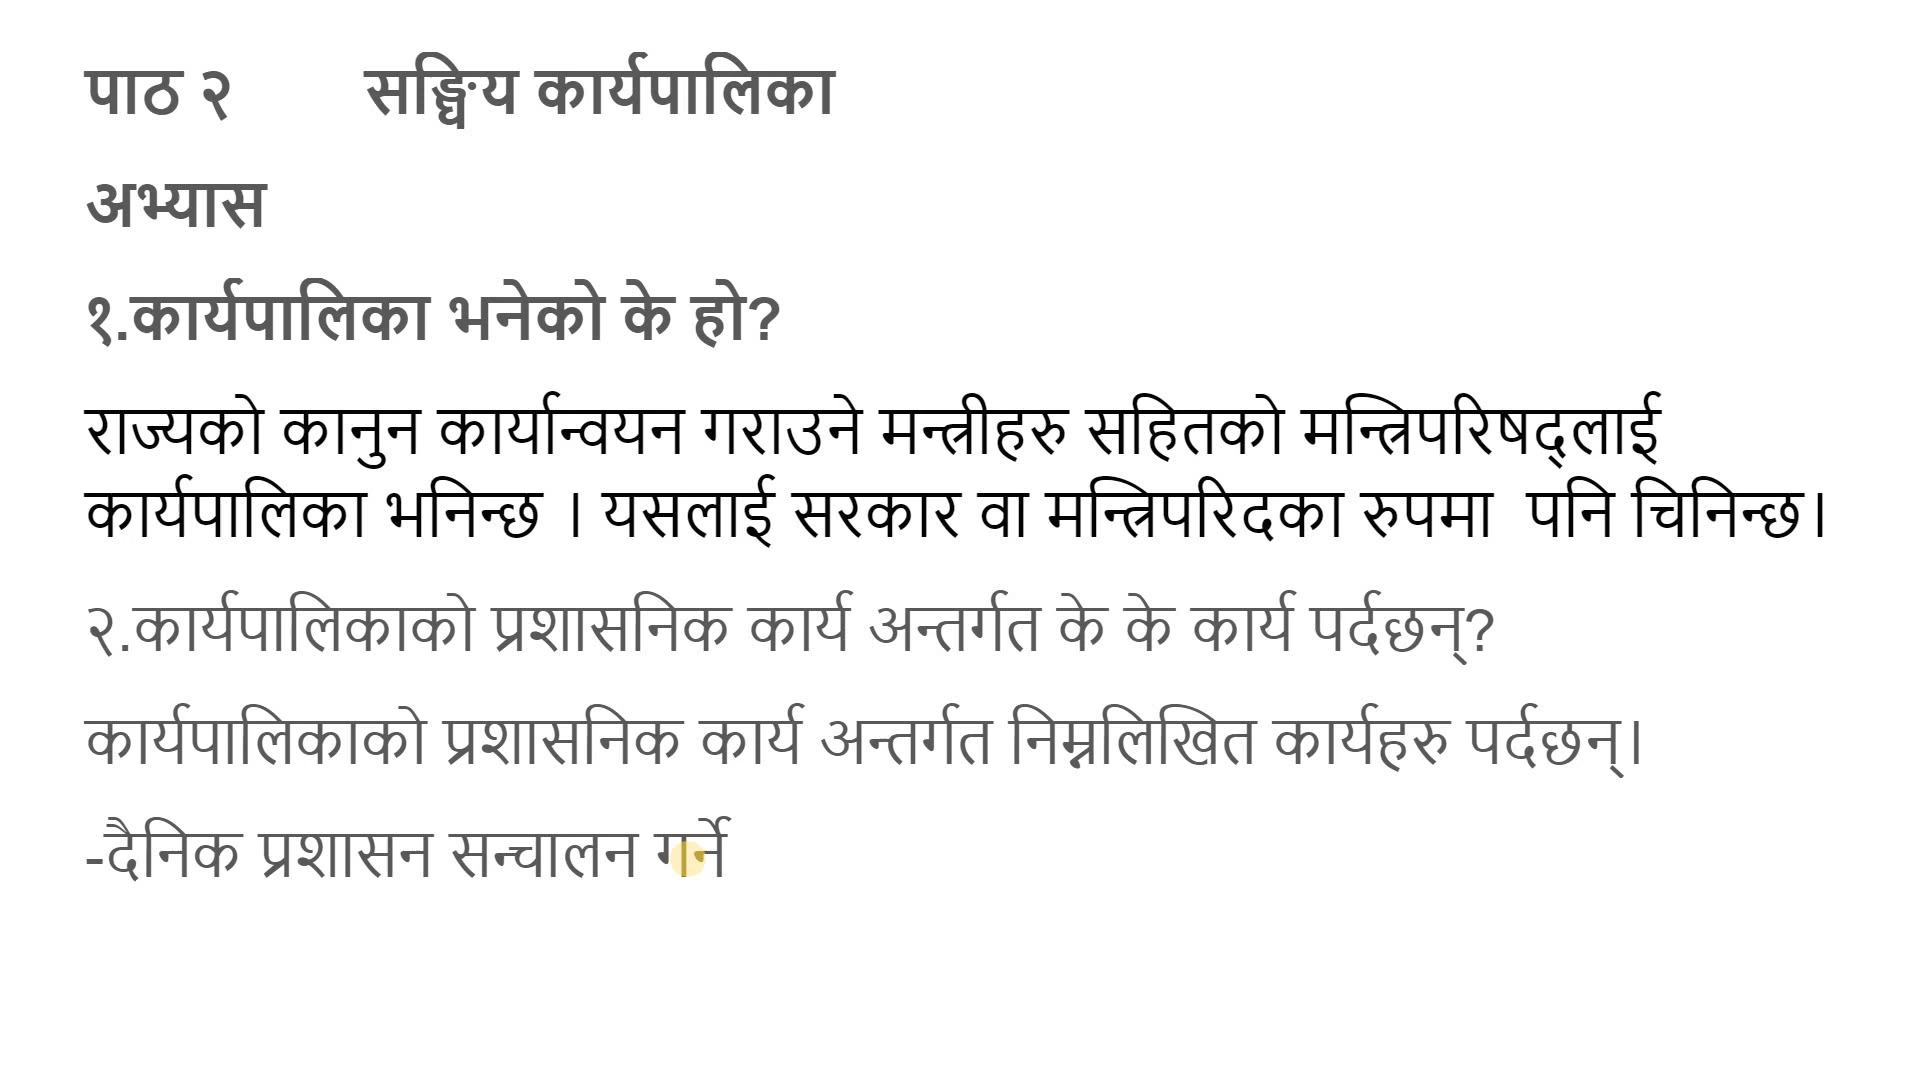 पाठ २ सङ्घिय कार्यपालिका
अभ्यास
१.कार्यपालिका भनेको के हो?
राज्यको कानुन कार्यान्वयन गराउने मन्त्रीहरु सहितको मन्त्रिपरिषद्लाई
कार्यपालिका भनिन्छ । यसलाई सरकार वा मन्त्रिपरिदका रुपमा पनि चिनिन्छ।
२.कार्यपालिकाको प्रशासनिक कार्य अन्तर्गत के के कार्य पर्दछन्?
कार्यपालिकाको प्रशासनिक कार्य अन्तर्गत निम्नलिखित कार्यहरु पर्दछन्।
-दैनिक प्रशासन सन्चालन गर्ने